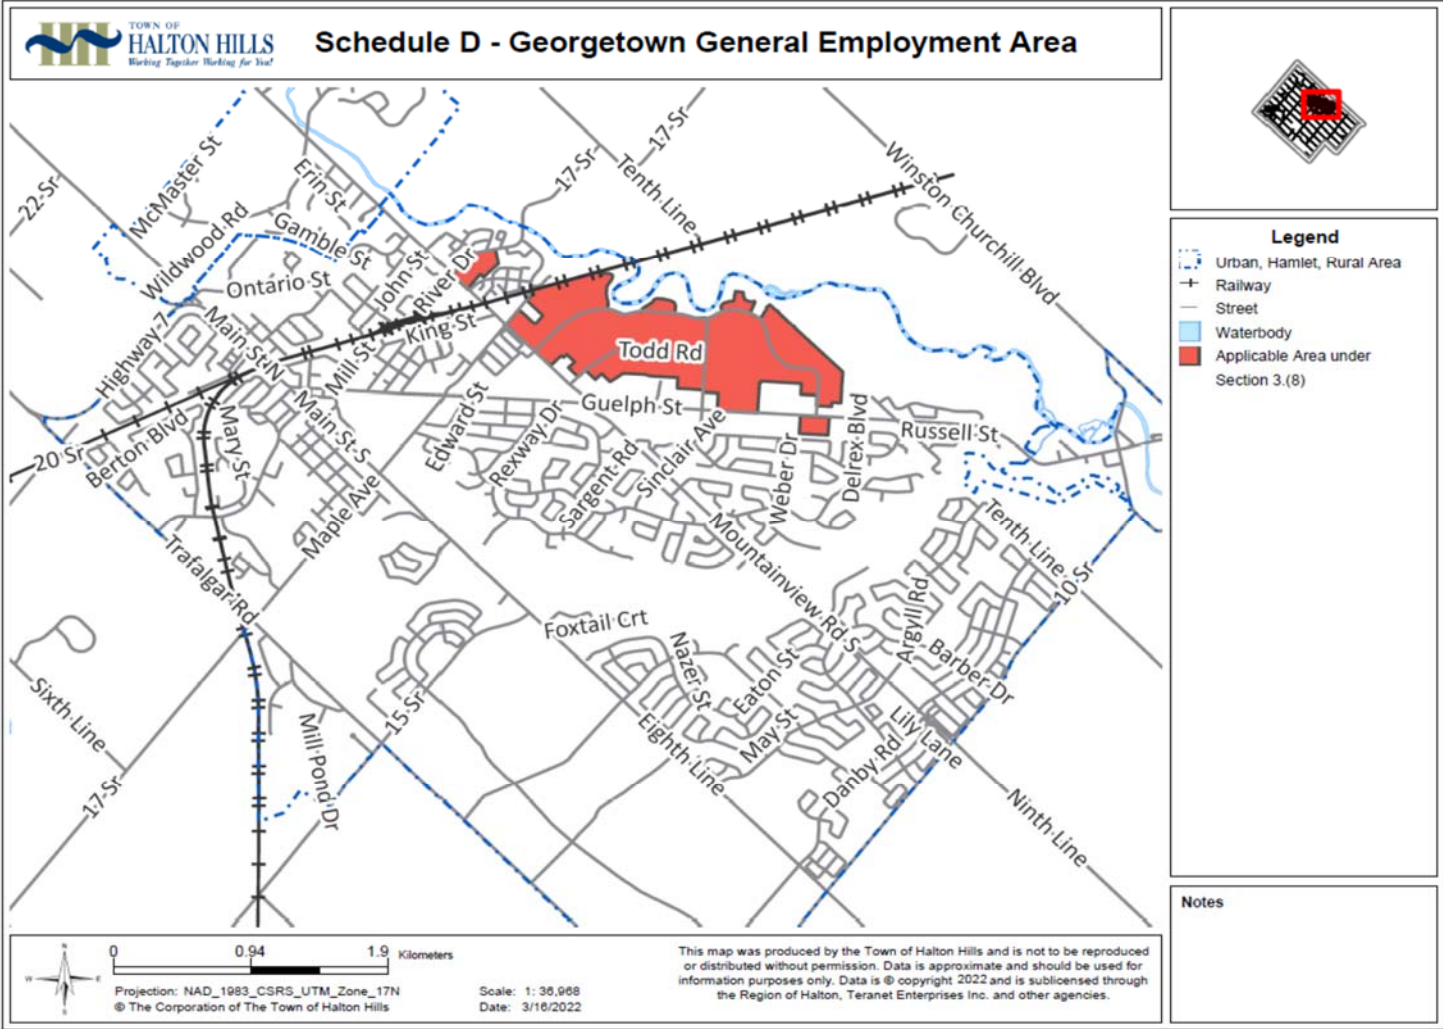 TOWN OF
HALTON HILLS
Working Together Working for You!
Schedule D - Georgetown General Employment Area
22-Sr
McMaster St
Wildwood Rd
Erin St
Gamble St
Ontario St
John St
River Dr
17-Sr
17-Sr
Tenth Line
Winston Churchill Blvd
Highway 7
Main St N
Mill St
King St
Todd Rd
Guelph St
20 Sr
Berton Blvd
Mary St
Main St S
Maple Ave
Edward St
Rexway Dr
Sargent Rd
Sinclair Ave
Weber Dr
Delrex Blvd
Russell St
Trafalgar Rd
Mountainview Rd S
Tenth Line
10 Sr
Foxtail Crt
Nazer St
Eaton St
May St
Argyll Rd
Barber Dr
Lily Lane
Danby Rd
Sixth Line
17-Sr
Mill Pond Dr
15 Sr
Eighth Line
Ninth Line
Legend
Urban, Hamlet, Rural Area
Railway
Street
Waterbody
Applicable Area under
Section 3.(8)
Notes
N
W E
S
0 0.94 1.9 Kilometers
Projection: NAD_1983_CSRS_UTM_Zone_17N
© The Corporation of The Town of Halton Hills
Scale: 1: 36,968
Date: 3/16/2022
This map was produced by the Town of Halton Hills and is not to be reproduced
or distributed without permission. Data is approximate and should be used for
information purposes only. Data is © copyright 2022 and is sublicensed through
the Region of Halton, Teranet Enterprises Inc. and other agencies.